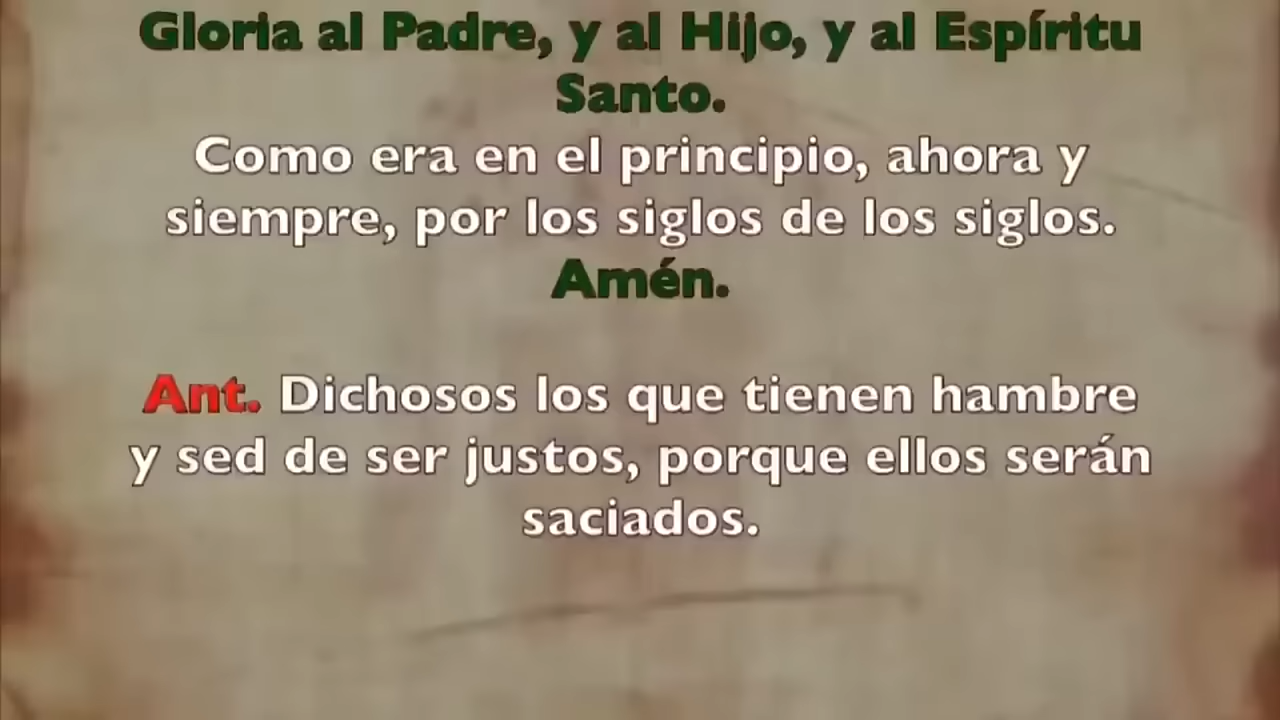 Gloria al Padre, y al Hijo, y al Espíritu
Santo.
Como era en el principio, ahora y
siempre, por los siglos de los siglos.
Amén.
Ant. Dichosos los que tienen hambre
y sed de ser justos, porque ellos serán
saciados.